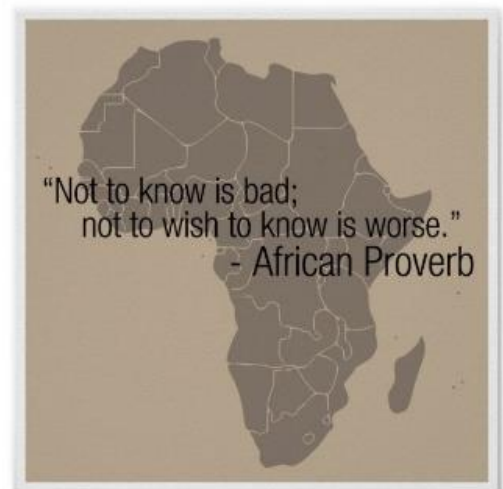 “Not to know is bad;
not to wish to know is worse.”
- African Proverb